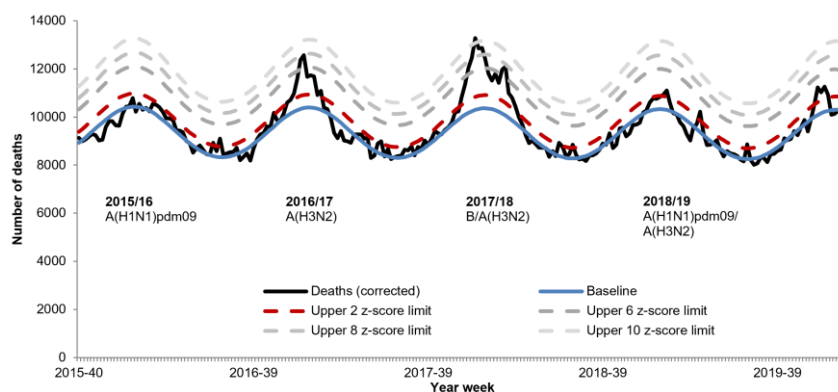 14000
12000
10000
8000
6000
4000
2000
0
Number of deaths
2015/16
A(H1N1)pdm09
2016/17
A(H3N2)
2017/18
B/A(H3N2)
2018/19
A(H1N1)pdm09/
A(H3N2)
Deaths (corrected)
Baseline
Upper 2 z-score limit
Upper 6 z-score limit
Upper 8 z-score limit
Upper 10 z-score limit
2015-40
2016-39
2017-39
2018-39
2019-39
Year week